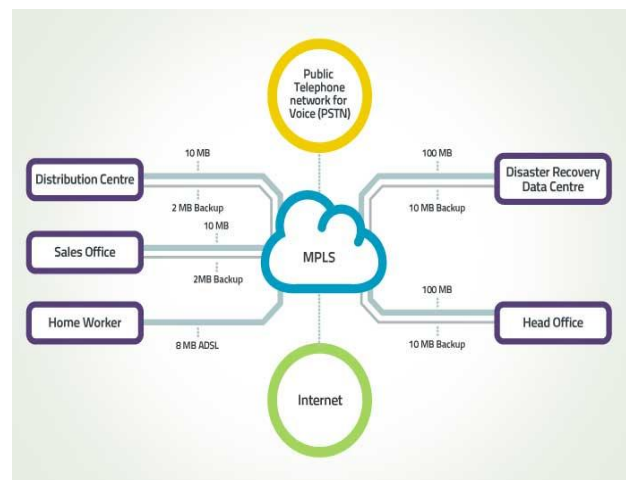 Public
Telephone
network for
Voice (PSTN)
10 MB
100 MB
Distribution Centre
Disaster Recovery
Data Centre
2 MB Backup
10 MB Backup
10 MB
Sales Office
MPLS
2MB Backup
100 MB
Home Worker
Head Office
8 MB ADSL
10 MB Backup
Internet